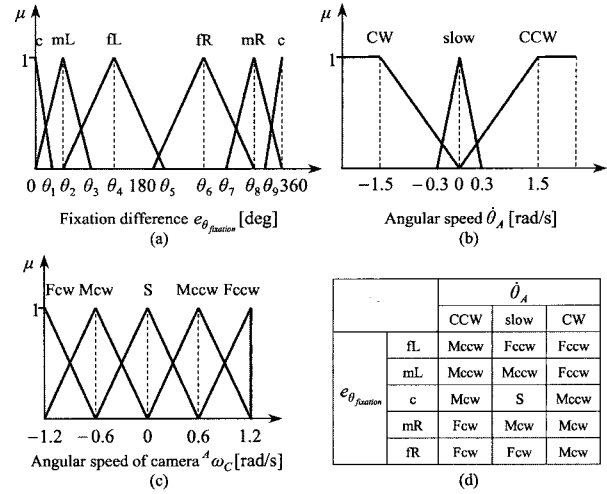 (a)
μ
c mL fL fR mR c
1
0 θ1 θ2 θ3 θ4 180 θ5 θ6 θ7 θ8 θ9 360
Fixation difference eθfixation [deg]
(b)
μ
CW slow CCW
1
-1.5 -0.3 0 0.3 1.5
Angular speed θ̇A [rad/s]
(c)
μ
Fcw Mcw S Mccw Fccw
1
-1.2 -0.6 0 0.6 1.2
Angular speed of camera AωC [rad/s]
(d)
θ̇A
CCW slow CW
eθfixation
fL Mccw Fccw Fccw
mL Mccw Mccw Fccw
c Mcw S Mccw
mR Fcw Mcw Mcw
fR Fcw Fcw Mcw